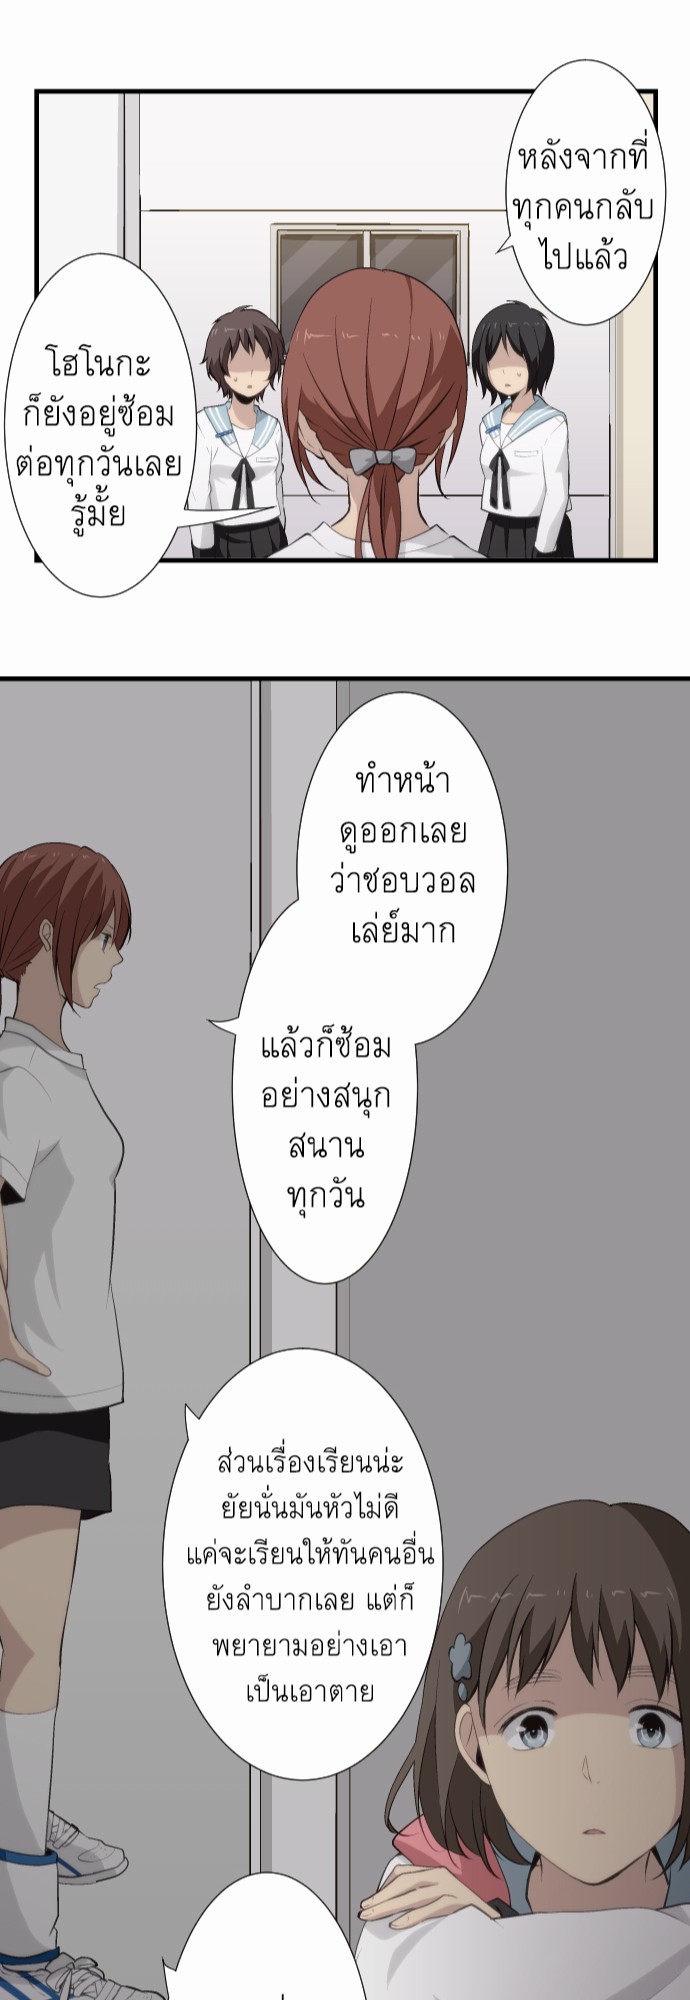 หลังจากที่
ทุกคนกลับ
ไปแล้ว
โฮโนกะ
ก็ยังอยู่ซ้อม
ต่อทุกวันเลย
รู้มั้ย
ทำหน้า
ดูออกเลย
ว่าชอบวอล
เล่ย์มาก
แล้วก็ซ้อม
อย่างสนุก
สนาน
ทุกวัน
ส่วนเรื่องเรียนน่ะ
ยัยนั่นมันหัวไม่ดี
แค่จะเรียนให้ทันคนอื่น
ยังลำบากเลย แต่ก็
พยายามอย่างเอา
เป็นเอาตาย